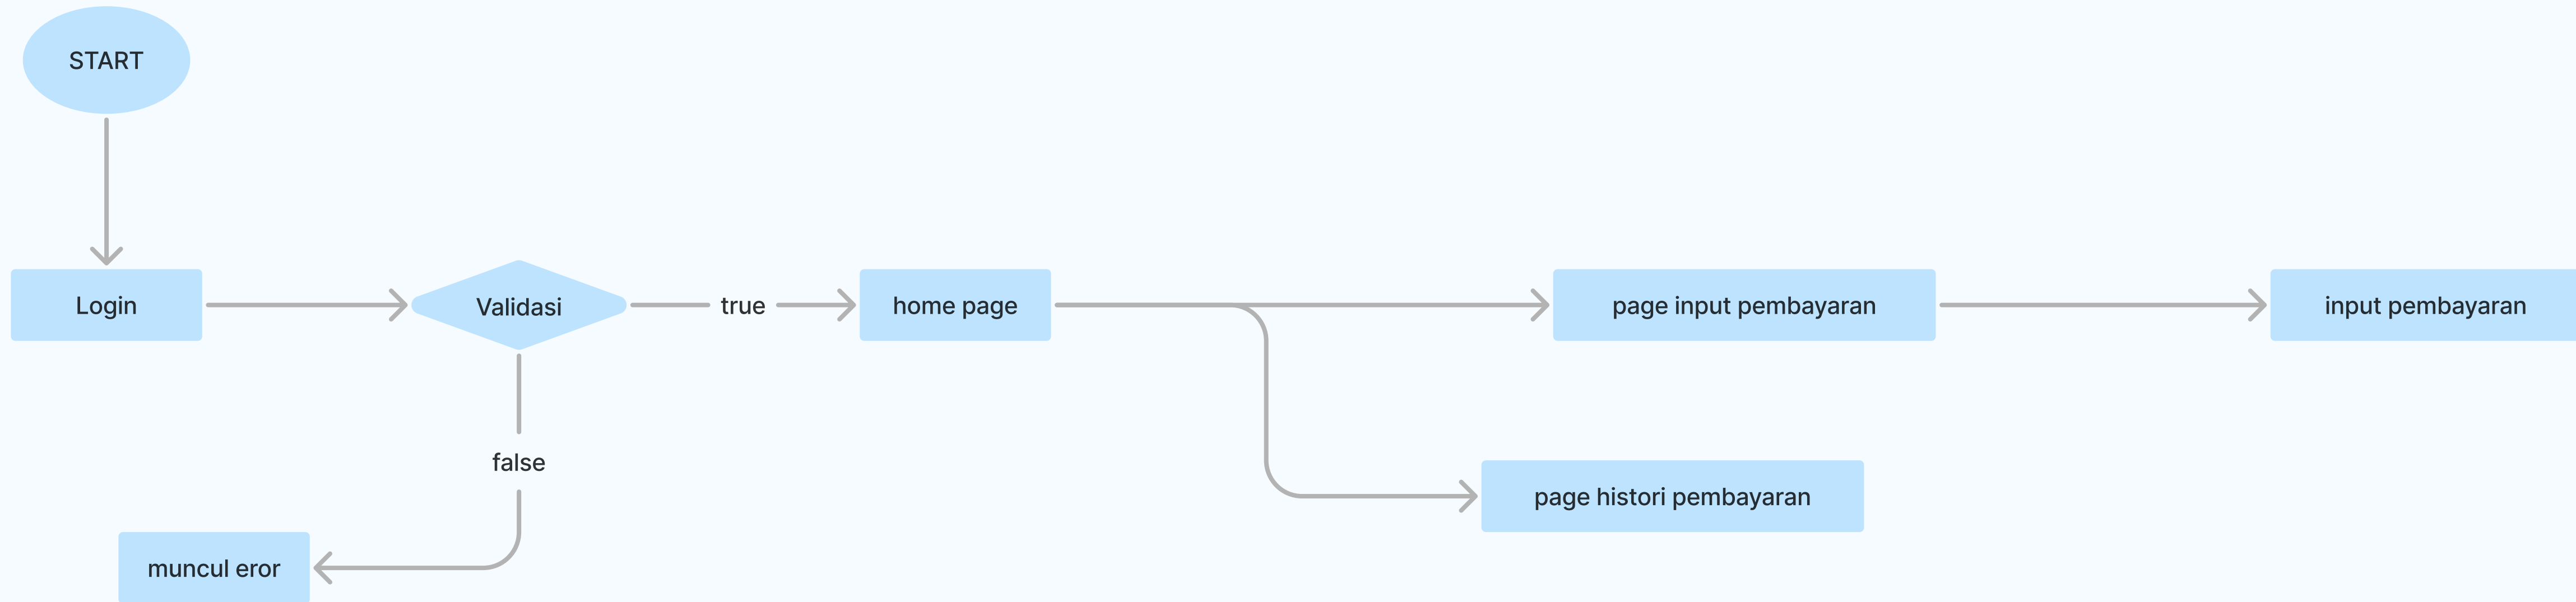 START
Login
Validasi
true
home page
page input pembayaran
input pembayaran
false
page histori pembayaran
muncul eror